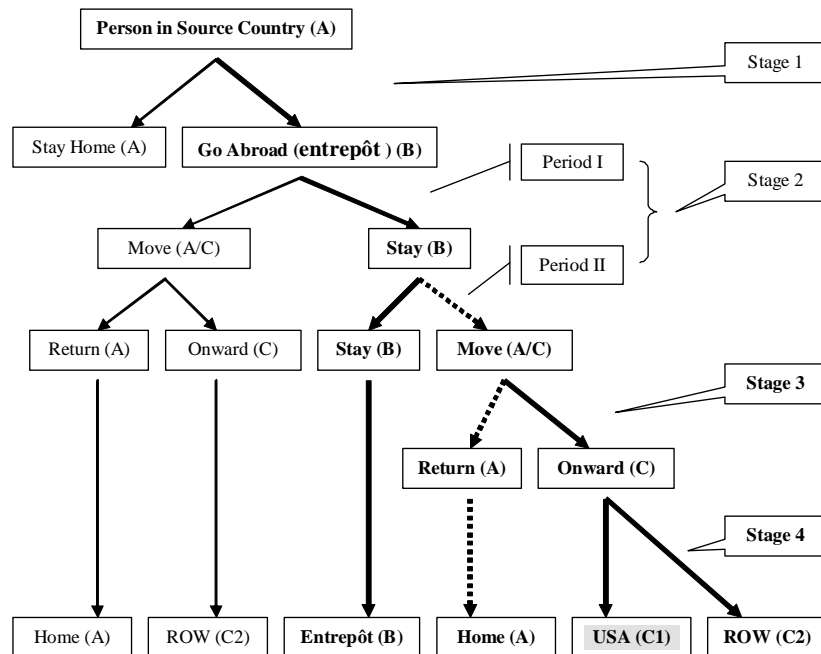 Person in Source Country (A)
Stage 1
Stay Home (A)
Go Abroad (entrepôt ) (B)
Period I
Stage 2
Move (A/C)
Stay (B)
Period II
Return (A)
Onward (C)
Stay (B)
Move (A/C)
Stage 3
Return (A)
Onward (C)
Stage 4
Home (A)
ROW (C2)
Entrepôt (B)
Home (A)
USA (C1)
ROW (C2)